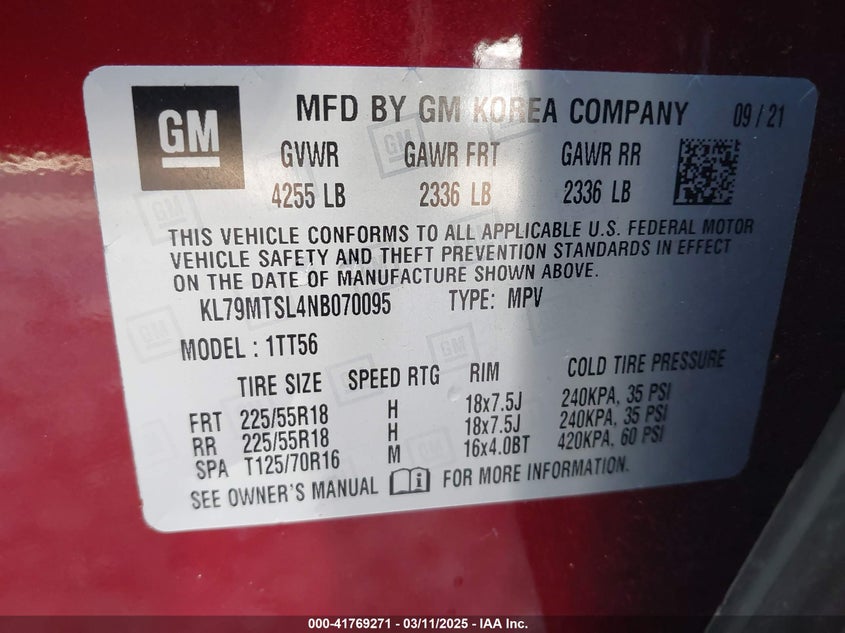 GM
MFD BY GM KOREA COMPANY 09/21
GVWR GAWR FRT GAWR RR
4255 LB 2336 LB 2336 LB
THIS VEHICLE CONFORMS TO ALL APPLICABLE U.S. FEDERAL MOTOR
VEHICLE SAFETY AND THEFT PREVENTION STANDARDS IN EFFECT
ON THE DATE OF MANUFACTURE SHOWN ABOVE.
KL79MTSL4NB070095 TYPE: MPV
MODEL : 1TT56
TIRE SIZE SPEED RTG RIM COLD TIRE PRESSURE
FRT 225/55R18 H 18x7.5J 240KPA, 35 PSI
RR 225/55R18 H 18x7.5J 240KPA, 35 PSI
SPA T125/70R16 M 16x4.0BT 420KPA, 60 PSI
SEE OWNER'S MANUAL i FOR MORE INFORMATION.
000-41769271 - 03/11/2025 - IAA Inc.